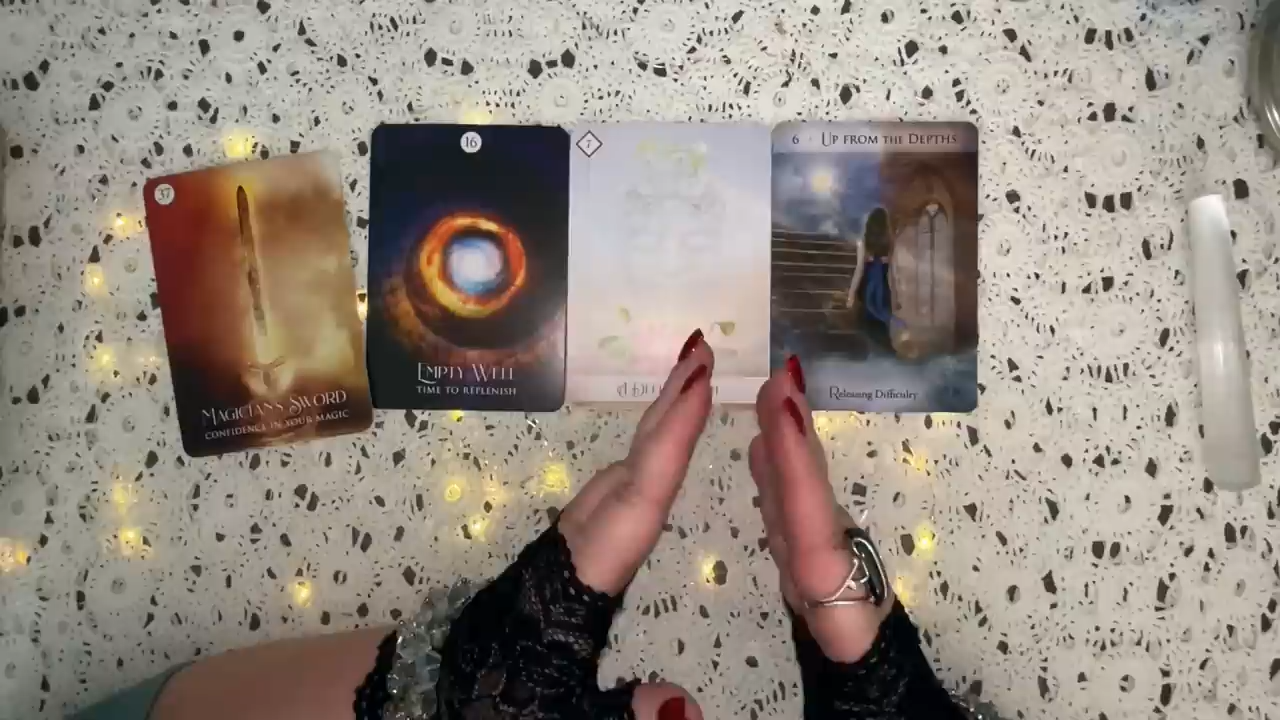 37
MAGICIAN'S SWORD
CONFIDENCE IN YOUR MAGIC
16
EMPTY WELL
TIME TO REPLENISH
7
6 · UP FROM THE DEPTHS
Releasing Difficulty